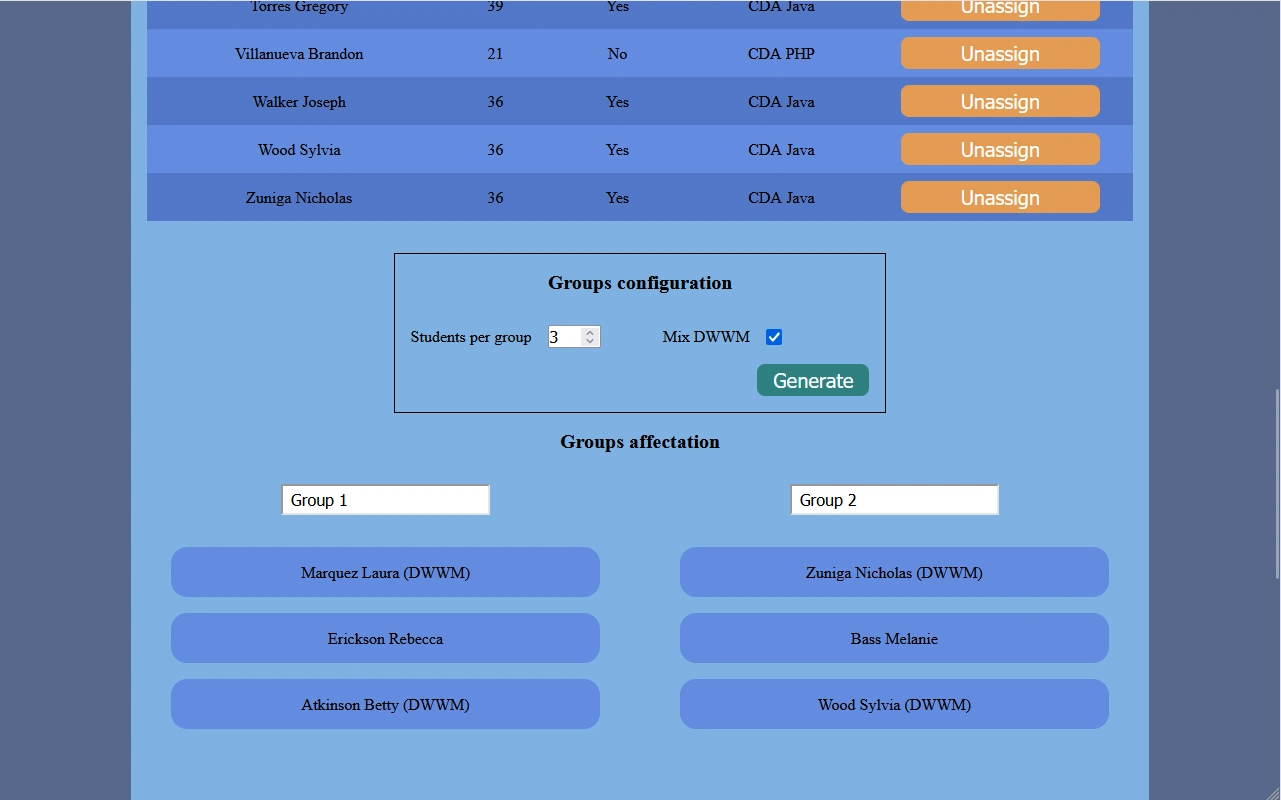 Torres Gregory 39 Yes CDA Java Unassign
Villanueva Brandon 21 No CDA PHP Unassign
Walker Joseph 36 Yes CDA Java Unassign
Wood Sylvia 36 Yes CDA Java Unassign
Zuniga Nicholas 36 Yes CDA Java Unassign
Groups configuration
Students per group 3 Mix DWWM
Generate
Groups affectation
Group 1 Group 2
Marquez Laura (DWWM) Zuniga Nicholas (DWWM)
Erickson Rebecca Bass Melanie
Atkinson Betty (DWWM) Wood Sylvia (DWWM)